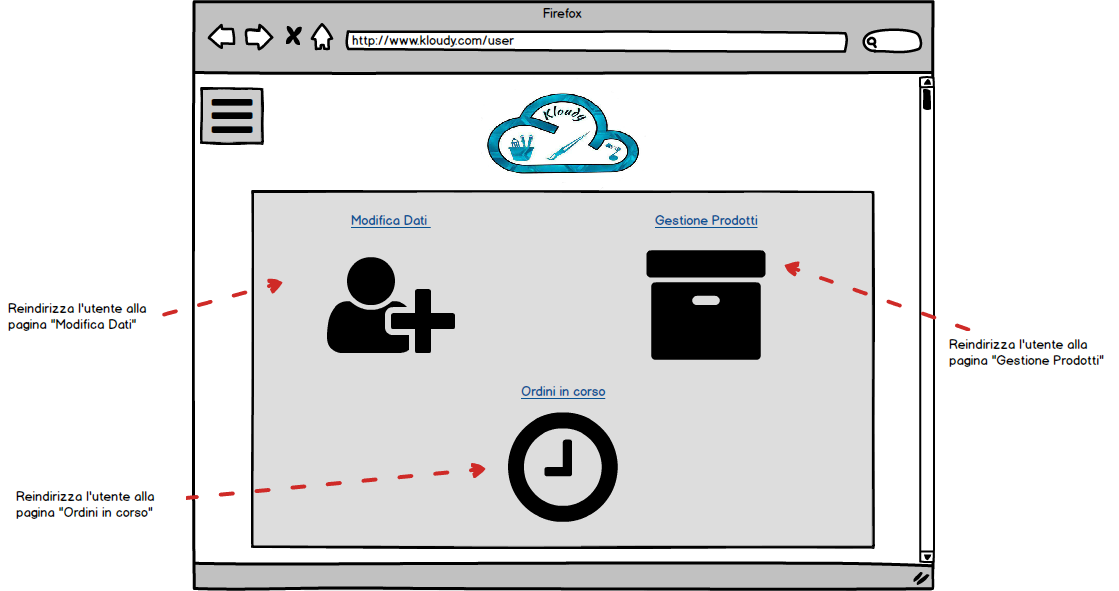 Firefox
http://www.kloudy.com/user
Kloudy
Modifica Dati
Gestione Prodotti
Reindirizza l'utente alla
pagina "Modifica Dati"
Reindirizza l'utente alla
pagina "Gestione Prodotti"
Ordini in corso
Reindirizza l'utente alla
pagina "Ordini in corso"